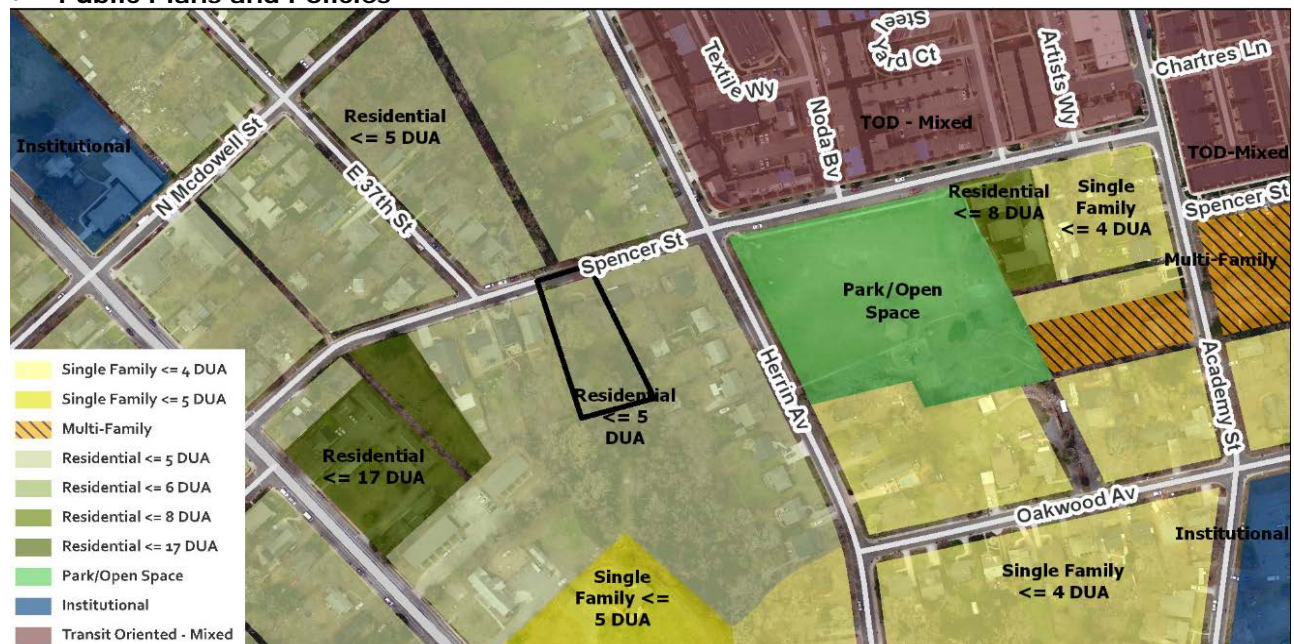 Public Plans and Policies
Steel
Yard Ct
Textile Wy
Artists Wy
Chartres Ln
Noda Bv
Residential
<= 5 DUA
TOD - Mixed
Institutional
N Mcdowell St
E 37th St
TOD-Mixed
Residential
<= 8 DUA
Single
Family
<= 4 DUA
Spencer St
Spencer St
Multi-Family
Park/Open
Space
Herrin Av
Academy St
Residential
<= 5
DUA
Residential
<= 17 DUA
Oakwood Av
Institutional
Single
Family <=
5 DUA
Single Family
<= 4 DUA
Single Family <= 4 DUA
Single Family <= 5 DUA
Multi-Family
Residential <= 5 DUA
Residential <= 6 DUA
Residential <= 8 DUA
Residential <= 17 DUA
Park/Open Space
Institutional
Transit Oriented - Mixed